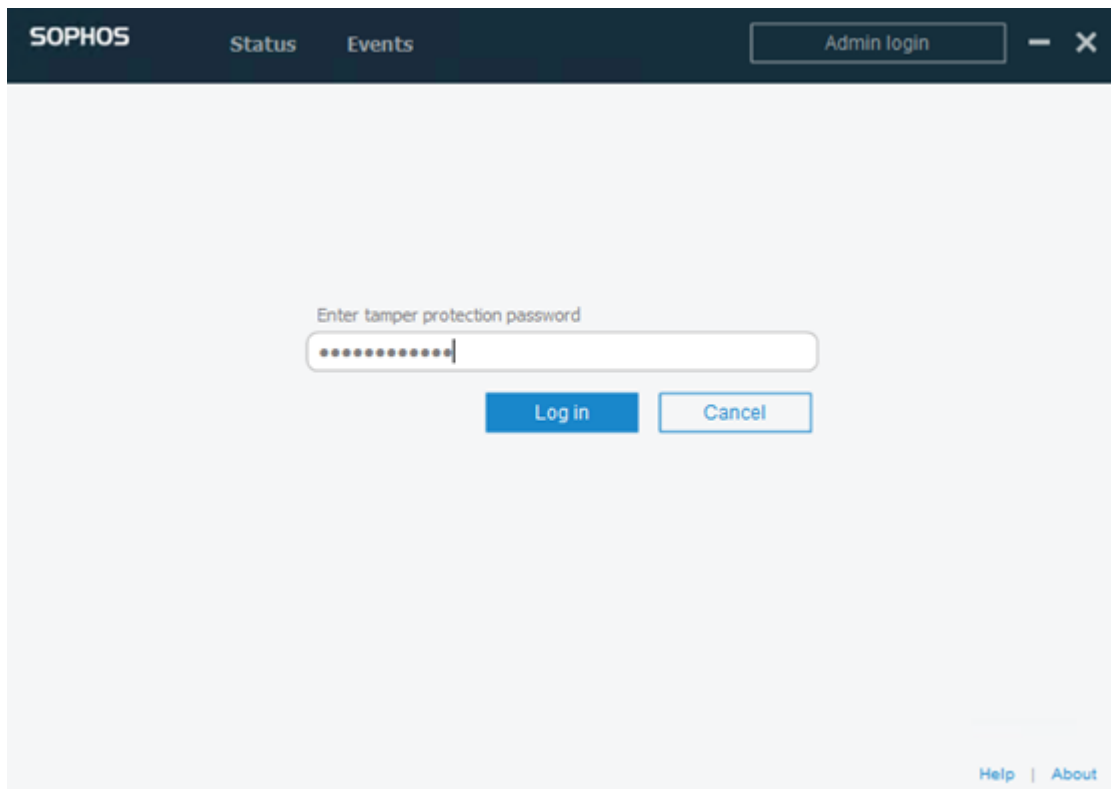 SOPHOS Status Events Admin login
Enter tamper protection password
••••••••••••
Log in Cancel
Help | About